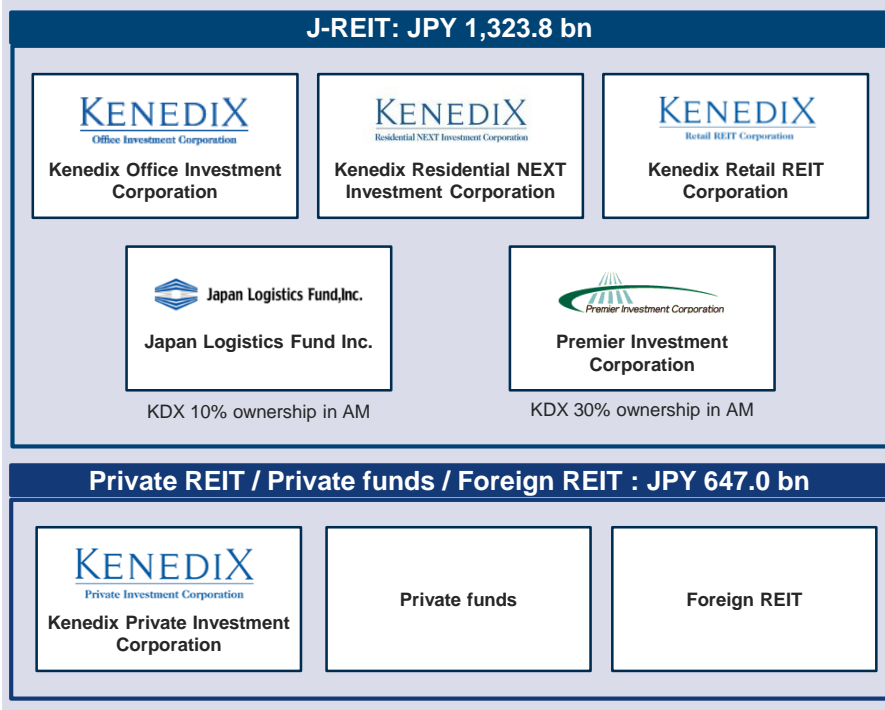 J-REIT: JPY 1,323.8 bn
KENEDIX
Office Investment Corporation
Kenedix Office Investment
Corporation
KENEDIX
Residential NEXT Investment Corporation
Kenedix Residential NEXT
Investment Corporation
KENEDIX
Retail REIT Corporation
Kenedix Retail REIT
Corporation
Japan Logistics Fund,Inc.
Japan Logistics Fund Inc.
KDX 10% ownership in AM
Premier Investment Corporation
Premier Investment
Corporation
KDX 30% ownership in AM
Private REIT / Private funds / Foreign REIT : JPY 647.0 bn
KENEDIX
Private Investment Corporation
Kenedix Private Investment
Corporation
Private funds
Foreign REIT